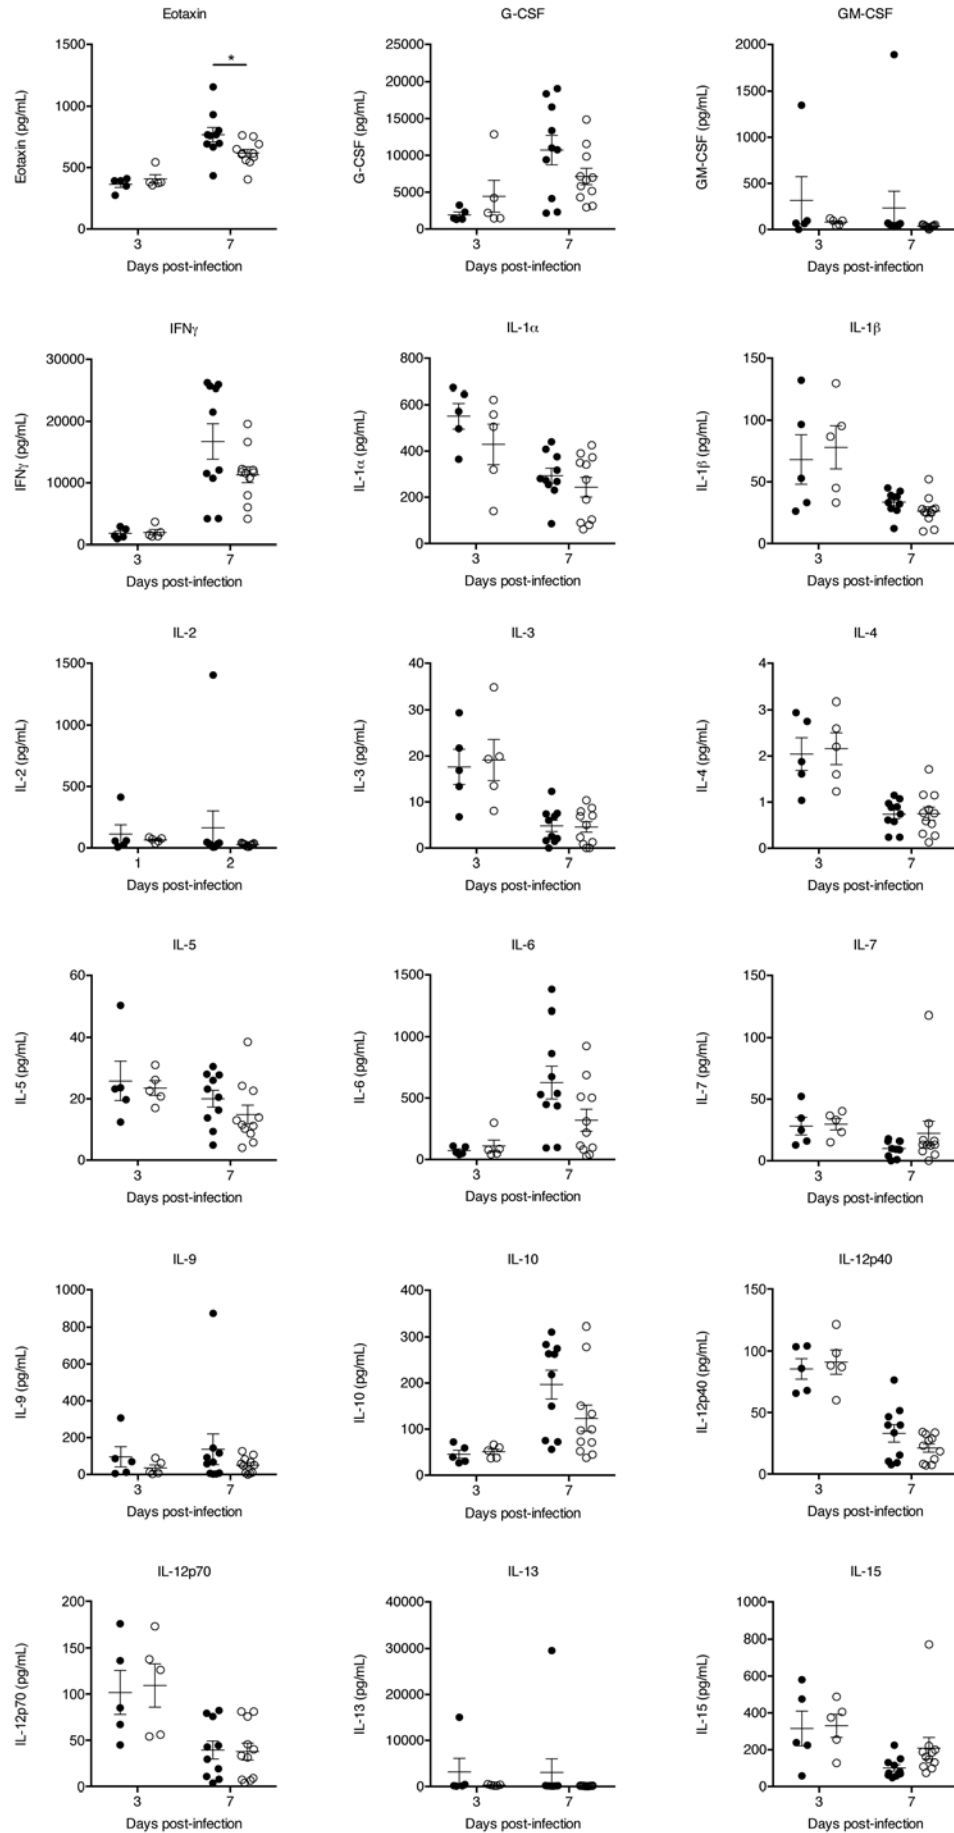 Eotaxin
G-CSF
GM-CSF
1500
1000
500
0
Eotaxin (pg/mL)
*
3
7
Days post-infection
25000
20000
15000
10000
5000
0
G-CSF (pg/mL)
3
7
Days post-infection
2000
1500
1000
500
0
GM-CSF (pg/mL)
3
7
Days post-infection
IFNγ
IL-1α
IL-1β
30000
20000
10000
0
IFNγ (pg/mL)
3
7
Days post-infection
800
600
400
200
0
IL-1α (pg/mL)
3
7
Days post-infection
150
100
50
0
IL-1β (pg/mL)
3
7
Days post-infection
IL-2
IL-3
IL-4
1500
1000
500
0
IL-2 (pg/mL)
1
2
Days post-infection
40
30
20
10
0
IL-3 (pg/mL)
3
7
Days post-infection
4
3
2
1
0
IL-4 (pg/mL)
3
7
Days post-infection
IL-5
IL-6
IL-7
60
40
20
0
IL-5 (pg/mL)
3
7
Days post-infection
1500
1000
500
0
IL-6 (pg/mL)
3
7
Days post-infection
150
100
50
0
IL-7 (pg/mL)
3
7
Days post-infection
IL-9
IL-10
IL-12p40
1000
800
600
400
200
0
IL-9 (pg/mL)
3
7
Days post-infection
400
300
200
100
0
IL-10 (pg/mL)
3
7
Days post-infection
150
100
50
0
IL-12p40 (pg/mL)
3
7
Days post-infection
IL-12p70
IL-13
IL-15
200
150
100
50
0
IL-12p70 (pg/mL)
3
7
Days post-infection
40000
30000
20000
10000
0
IL-13 (pg/mL)
3
7
Days post-infection
1000
800
600
400
200
0
IL-15 (pg/mL)
3
7
Days post-infection